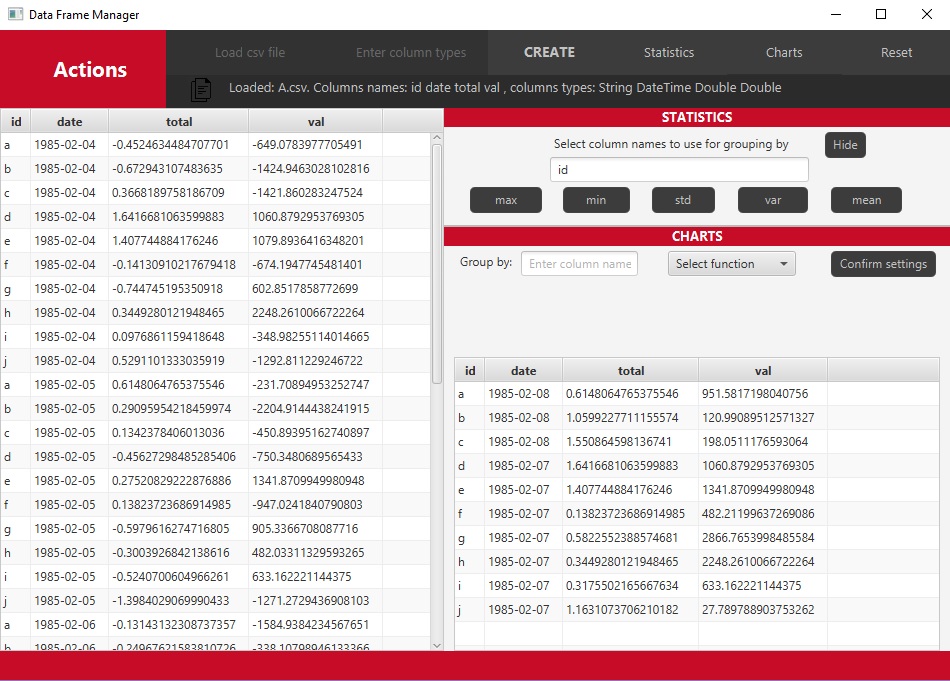 Data Frame Manager
Actions
Load csv file Enter column types CREATE Statistics Charts Reset
Loaded: A.csv. Columns names: id date total val , columns types: String DateTime Double Double
id date total val
a 1985-02-04 -0.4524634484707701 -649.0783977705491
b 1985-02-04 -0.672943107483635 -1424.9463028102816
c 1985-02-04 0.3668189758186709 -1421.860283247524
d 1985-02-04 1.6416681063599883 1060.8792953769305
e 1985-02-04 1.407744884176246 1079.8936416348201
f 1985-02-04 -0.14130910217679418 -674.1947745481401
g 1985-02-04 -0.744745195350918 602.8517858772699
h 1985-02-04 0.3449280121948465 2248.2610066722264
i 1985-02-04 0.0976861159418648 -348.98255114014665
j 1985-02-04 0.5291101333035919 -1292.811229246722
a 1985-02-05 0.6148064765375546 -231.70894953252747
b 1985-02-05 0.29095954218459974 -2204.9144438241915
c 1985-02-05 0.1342378406013036 -450.89395162740897
d 1985-02-05 -0.45627298485285406 -750.3480689565433
e 1985-02-05 0.27520829222876886 1341.8709949980948
f 1985-02-05 0.13823723686914985 -947.0241840790803
g 1985-02-05 -0.5979616274716805 905.3366708087716
h 1985-02-05 -0.3003926842138616 482.03311329593265
i 1985-02-05 -0.5240700604966261 633.162221144375
j 1985-02-05 -1.3984029069990433 -1271.2729436908103
a 1985-02-06 -0.13143132308737357 -1584.9384234567651
b 1985-02-06 -0.24967621583810726 -338.10798946133366
STATISTICS
Select column names to use for grouping by Hide
id
max min std var mean
CHARTS
Group by: Enter column name Select function Confirm settings
id date total val
a 1985-02-08 0.6148064765375546 951.5817198040756
b 1985-02-08 1.0599227711155574 120.99089512571327
c 1985-02-08 1.550864598136741 198.0511176593064
d 1985-02-07 1.6416681063599883 1060.8792953769305
e 1985-02-07 1.407744884176246 1341.8709949980948
f 1985-02-07 0.13823723686914985 482.21199637269086
g 1985-02-07 0.5822552388574681 2866.7653998485584
h 1985-02-07 0.3449280121948465 2248.2610066722264
i 1985-02-07 0.3175502165667634 633.162221144375
j 1985-02-07 1.1631073706210182 27.789788903753262